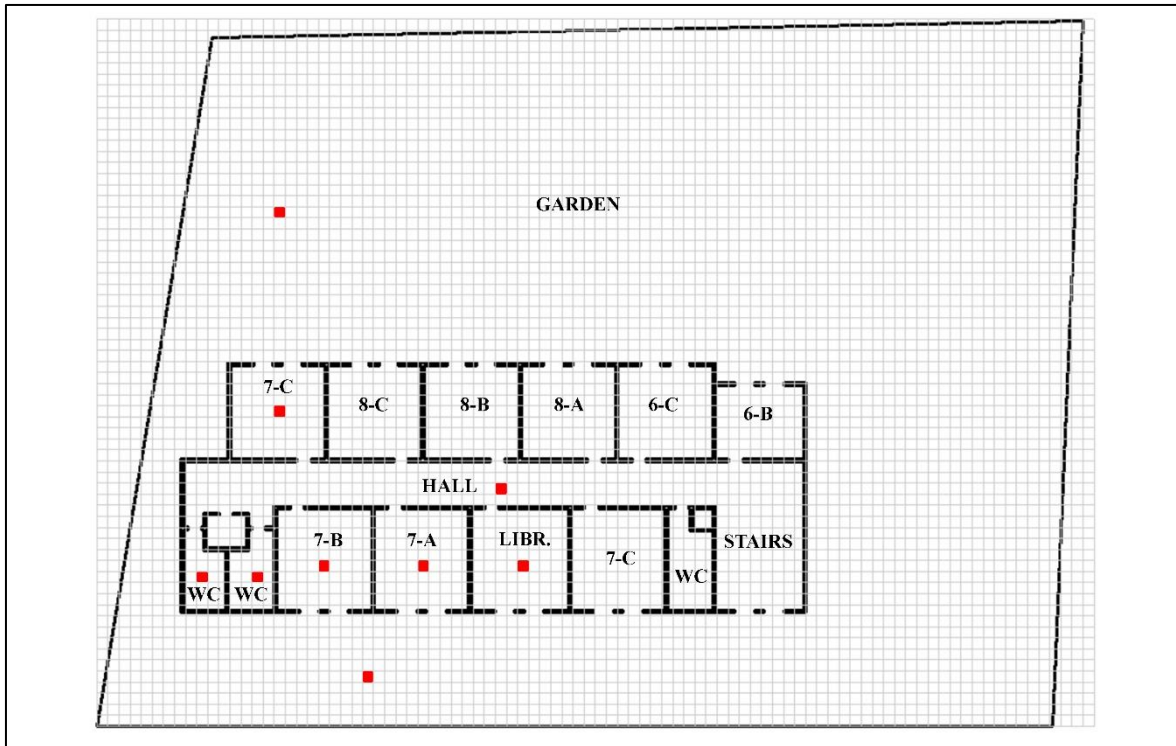 GARDEN
7-C
8-C
8-B
8-A
6-C
6-B
HALL
7-B
7-A
LIBR.
7-C
WC
STAIRS
WC
WC